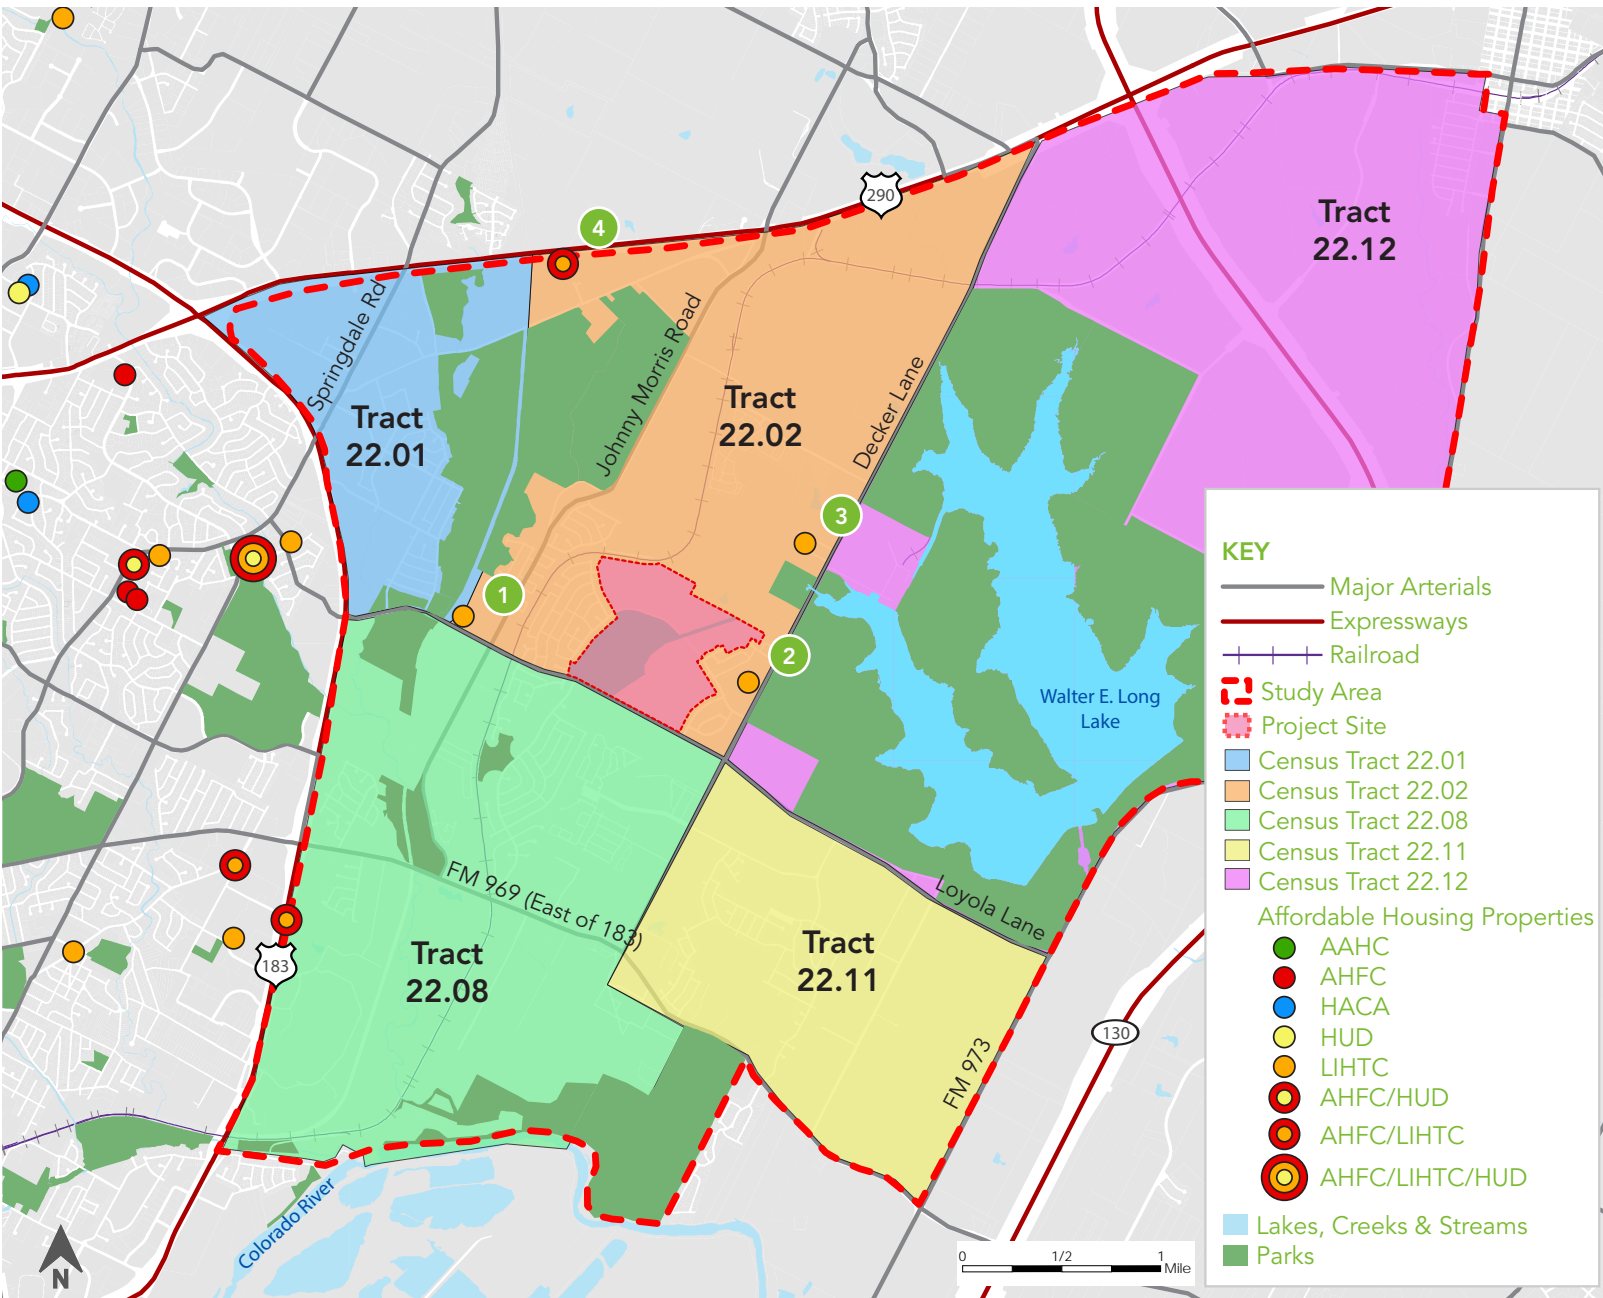 290
4
Tract
22.12
Springdale Rd
Johnny Morris Road
Tract
22.02
Decker Lane
Tract
22.01
3
1
2
Walter E. Long
Lake
FM 969 (East of 183)
Loyola Lane
Tract
22.08
Tract
22.11
183
130
FM 973
Colorado River
N
0 1/2 1
Mile
KEY
Major Arterials
Expressways
Railroad
Study Area
Project Site
Census Tract 22.01
Census Tract 22.02
Census Tract 22.08
Census Tract 22.11
Census Tract 22.12
Affordable Housing Properties
AAHC
AHFC
HACA
HUD
LIHTC
AHFC/HUD
AHFC/LIHTC
AHFC/LIHTC/HUD
Lakes, Creeks & Streams
Parks